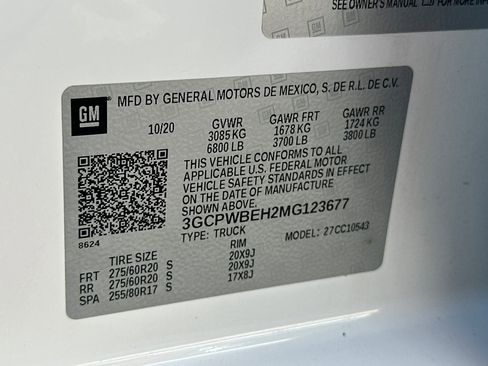 SEE OWNER'S MANUAL
FOR MORE
GM
MFD BY GENERAL MOTORS DE MEXICO, S. DE R.L. DE C.V.
10/20 GVWR GAWR FRT GAWR RR
3085 KG 1678 KG 1724 KG
6800 LB 3700 LB 3800 LB
THIS VEHICLE CONFORMS TO ALL
APPLICABLE U.S. FEDERAL MOTOR
VEHICLE SAFETY STANDARDS IN EFFECT
ON THE DATE OF MANUFACTURE
SHOWN ABOVE.
3GCPWBEH2MG123677
8624
TYPE: TRUCK MODEL: 27CC10543
TIRE SIZE RIM
FRT 275/60R20 S 20X9J
RR 275/60R20 S 20X9J
SPA 255/80R17 S 17X8J